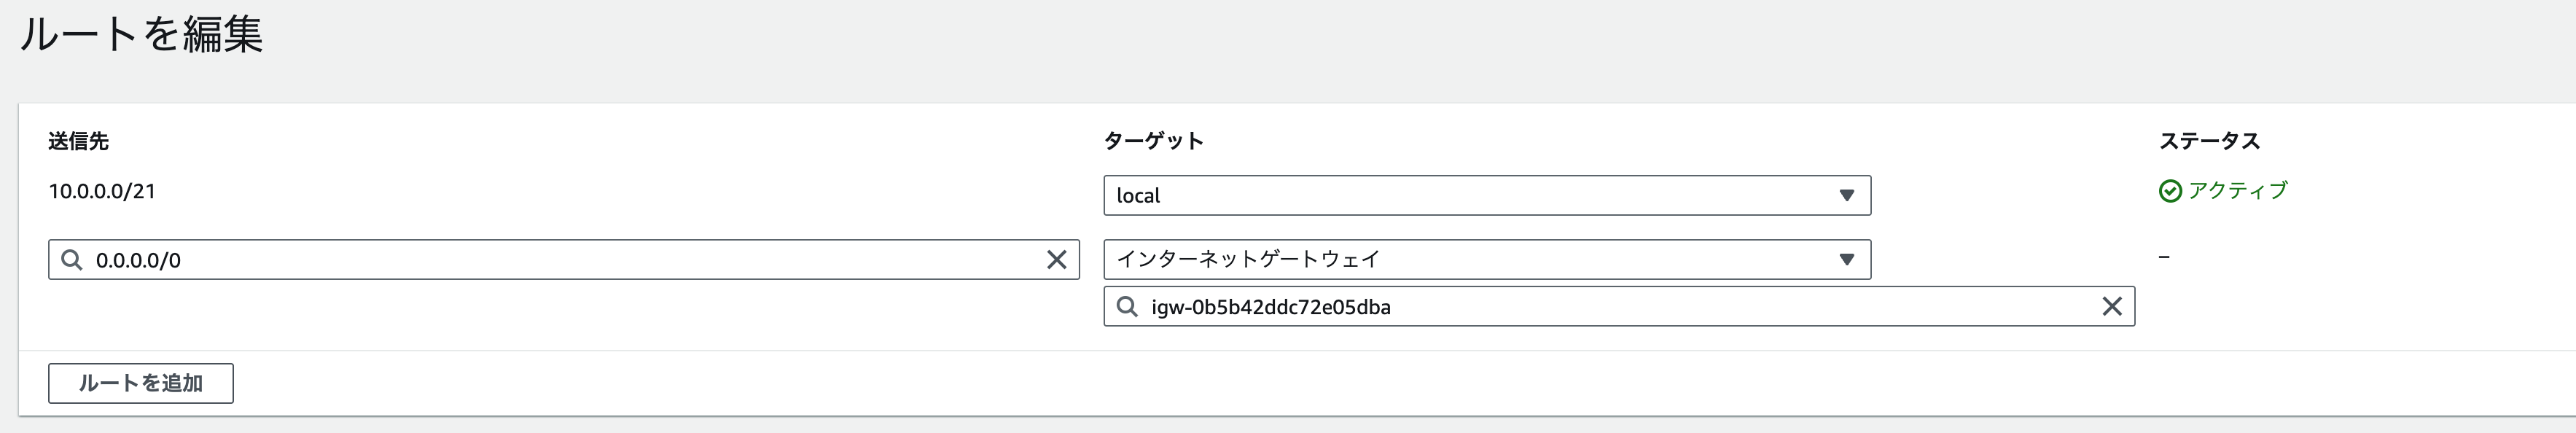 ルートを編集
送信先 ターゲット ステータス
10.0.0.0/21 local アクティブ
0.0.0.0/0 インターネットゲートウェイ –
igw-0b5b42ddc72e05dba
ルートを追加